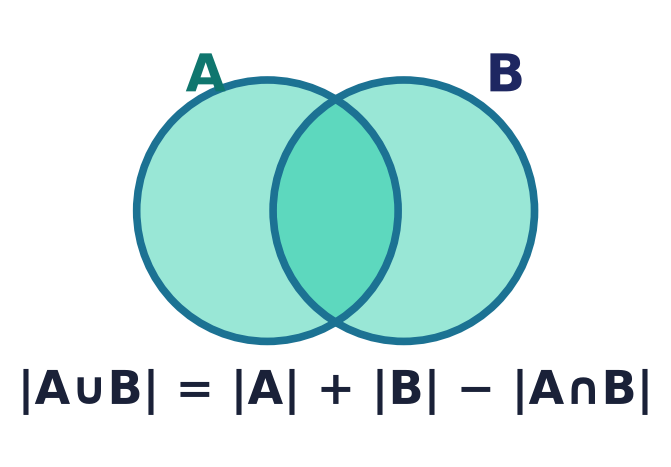 A B
|A∪B| = |A| + |B| − |A∩B|